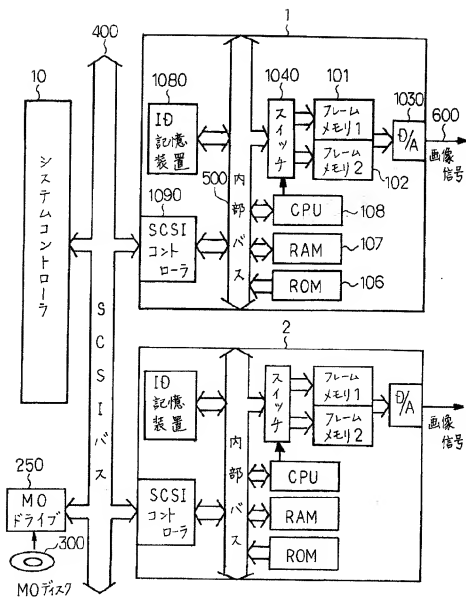 1
400
10
システムコントローラ
1080
ID
記憶
装置
1040
スイッチ
101
フレーム
メモリ1
フレーム
メモリ2
102
1030
D/A
600
画像
信号
500
内部バス
CPU
108
RAM
107
ROM
106
1090
SCSI
コント
ローラ
SCSIバス
2
ID
記憶
装置
スイッチ
フレーム
メモリ1
フレーム
メモリ2
D/A
画像
信号
内部バス
CPU
RAM
ROM
SCSI
コント
ローラ
250
MO
ドライブ
300
MOディスク